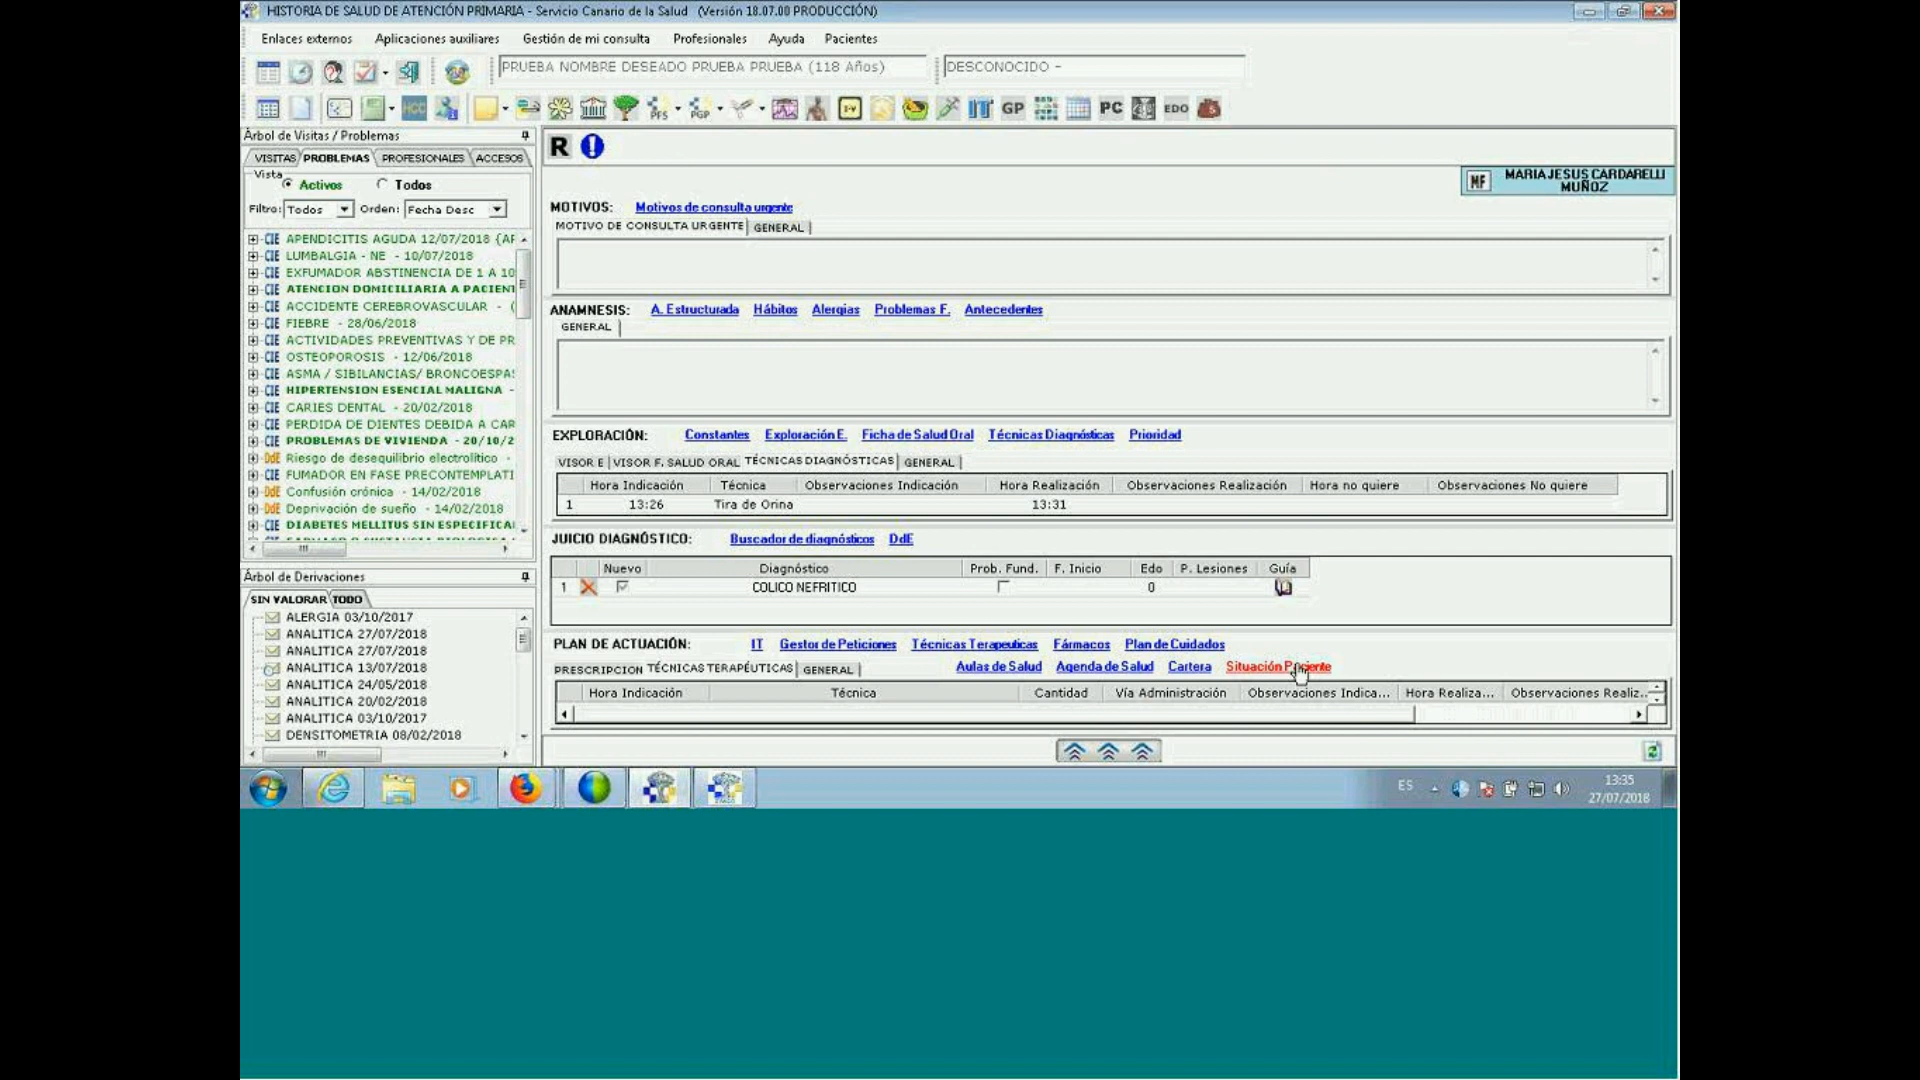 HISTORIA DE SALUD DE ATENCIÓN PRIMARIA - Servicio Canario de la Salud (Versión 18.07.00 PRODUCCIÓN)
Enlaces externos Aplicaciones auxiliares Gestión de mi consulta Profesionales Ayuda Pacientes
PRUEBA NOMBRE DESEADO PRUEBA PRUEBA (118 Años) DESCONOCIDO -
HCC PFS PGP GP PC EDO
Árbol de Visitas / Problemas
VISITAS PROBLEMAS PROFESIONALES ACCESOS
Vista
Activos Todos
Filtro: Todos Orden: Fecha Desc
CIE APENDICITIS AGUDA 12/07/2018 {AF
CIE LUMBALGIA - NE - 10/07/2018
CIE EXFUMADOR ABSTINENCIA DE 1 A 10
CIE ATENCION DOMICILIARIA A PACIENT
CIE ACCIDENTE CEREBROVASCULAR - (
CIE FIEBRE - 28/06/2018
CIE ACTIVIDADES PREVENTIVAS Y DE PR
CIE OSTEOPOROSIS - 12/06/2018
CIE ASMA / SIBILANCIAS/ BRONCOESPA
CIE HIPERTENSION ESENCIAL MALIGNA -
CIE CARIES DENTAL - 20/02/2018
CIE PERDIDA DE DIENTES DEBIDA A CAR
CIE PROBLEMAS DE VIVIENDA - 20/10/2
DdE Riesgo de desequilibrio electrolítico -
CIE FUMADOR EN FASE PRECONTEMPLATI
DdE Confusión crónica - 14/02/2018
DdE Deprivación de sueño - 14/02/2018
CIE DIABETES MELLITUS SIN ESPECIFICA
Árbol de Derivaciones
SIN VALORAR TODO
ALERGIA 03/10/2017
ANALITICA 27/07/2018
ANALITICA 27/07/2018
ANALITICA 13/07/2018
ANALITICA 24/05/2018
ANALITICA 20/02/2018
ANALITICA 03/10/2017
DENSITOMETRIA 08/02/2018
R
MF MARIA JESUS CARDARELLI
MUÑOZ
MOTIVOS: Motivos de consulta urgente
MOTIVO DE CONSULTA URGENTE GENERAL
ANAMNESIS: A. Estructurada Hábitos Alergias Problemas F. Antecedentes
GENERAL
EXPLORACIÓN: Constantes Exploración E. Ficha de Salud Oral Técnicas Diagnósticas Prioridad
VISOR E VISOR F. SALUD ORAL TÉCNICAS DIAGNÓSTICAS GENERAL
Hora Indicación Técnica Observaciones Indicación Hora Realización Observaciones Realización Hora no quiere Observaciones No quiere
1 13:26 Tira de Orina 13:31
JUICIO DIAGNÓSTICO: Buscador de diagnósticos DdE
Nuevo Diagnóstico Prob. Fund. F. Inicio Edo P. Lesiones Guía
1 COLICO NEFRITICO 0
PLAN DE ACTUACIÓN: IT Gestor de Peticiones Técnicas Terapeuticas Fármacos Plan de Cuidados
PRESCRIPCION TÉCNICAS TERAPÉUTICAS GENERAL Aulas de Salud Agenda de Salud Cartera Situación Paciente
Hora Indicación Técnica Cantidad Vía Administración Observaciones Indica... Hora Realiza... Observaciones Realiz...
ES 13:35
27/07/2018